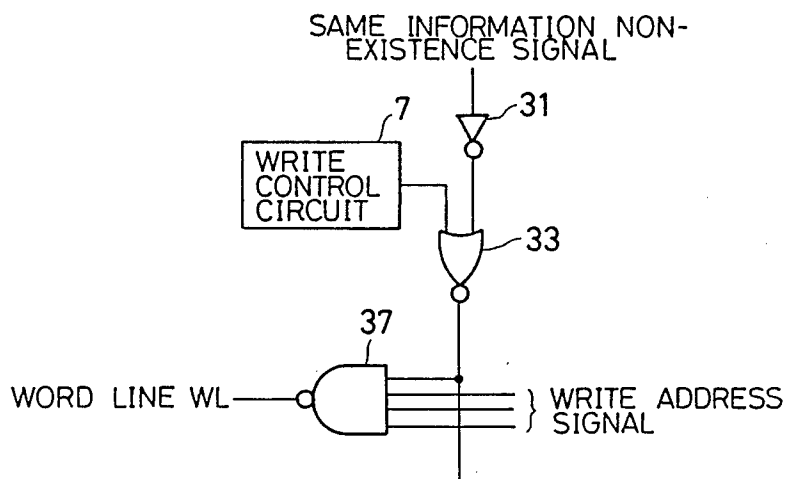 SAME INFORMATION NON-
EXISTENCE SIGNAL
31
7
WRITE
CONTROL
CIRCUIT
33
37
WORD LINE WL
WRITE ADDRESS
SIGNAL